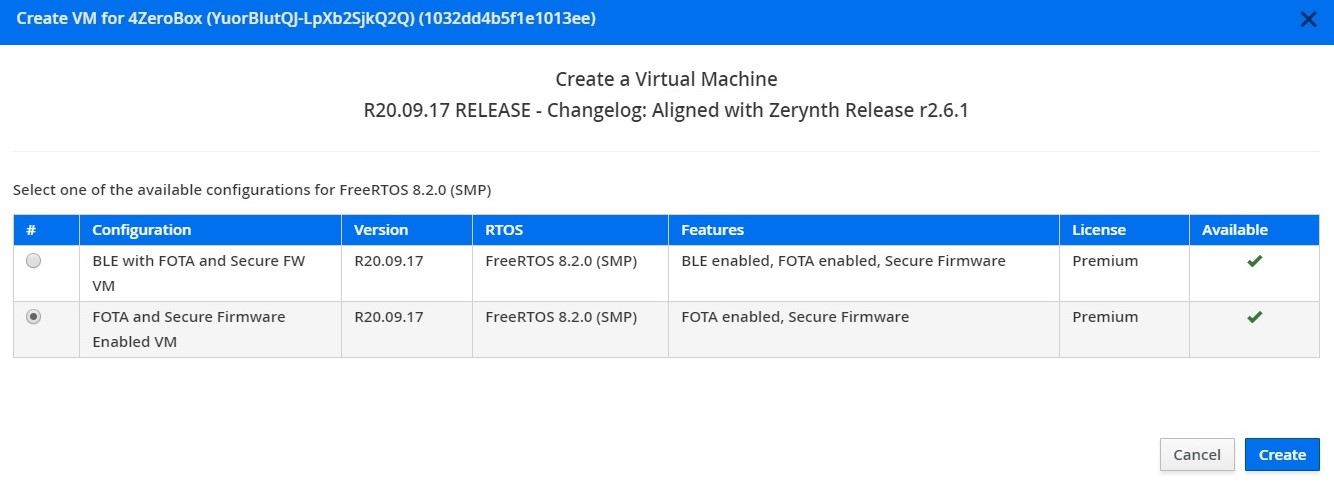 Create VM for 4ZeroBox (YuorBlutQJ-LpXb2SjkQ2Q) (1032dd4b5f1e1013ee)
Create a Virtual Machine
R20.09.17 RELEASE - Changelog: Aligned with Zerynth Release r2.6.1
Select one of the available configurations for FreeRTOS 8.2.0 (SMP)
# Configuration Version RTOS Features License Available
BLE with FOTA and Secure FW R20.09.17 FreeRTOS 8.2.0 (SMP) BLE enabled, FOTA enabled, Secure Firmware Premium
VM
FOTA and Secure Firmware R20.09.17 FreeRTOS 8.2.0 (SMP) FOTA enabled, Secure Firmware Premium
Enabled VM
Cancel Create